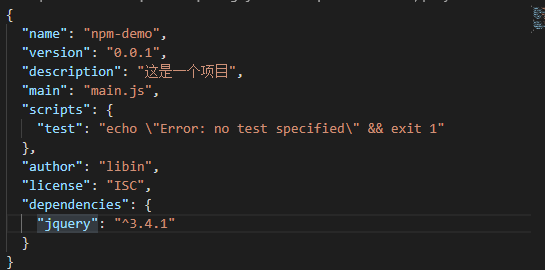 {
"name": "npm-demo",
"version": "0.0.1",
"description": "这是一个项目",
"main": "main.js",
"scripts": {
"test": "echo \"Error: no test specified\" && exit 1"
},
"author": "libin",
"license": "ISC",
"dependencies": {
"jquery": "^3.4.1"
}
}